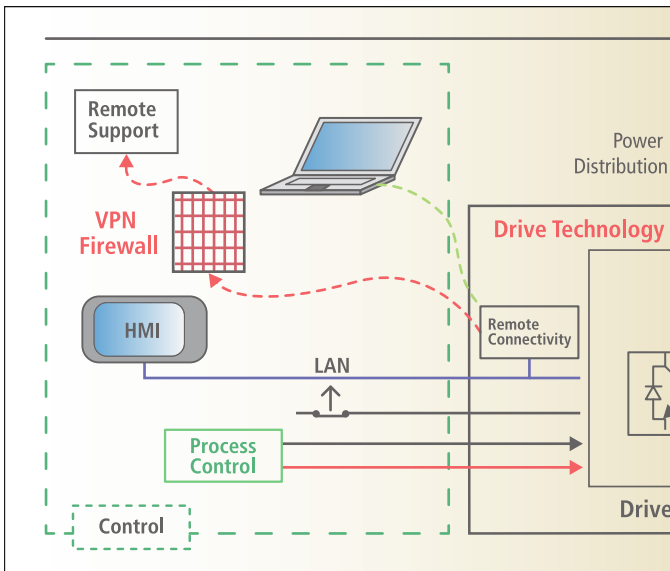 Remote
Support
VPN
Firewall
HMI
LAN
Process
Control
Control
Power
Distribution
Drive Technology
Remote
Connectivity
Drive